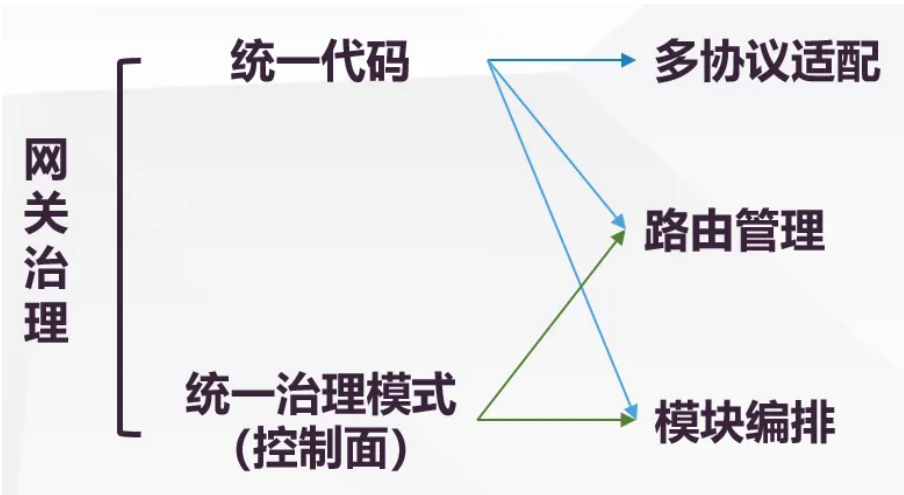 网关治理
统一代码
多协议适配
路由管理
统一治理模式
（控制面）
模块编排